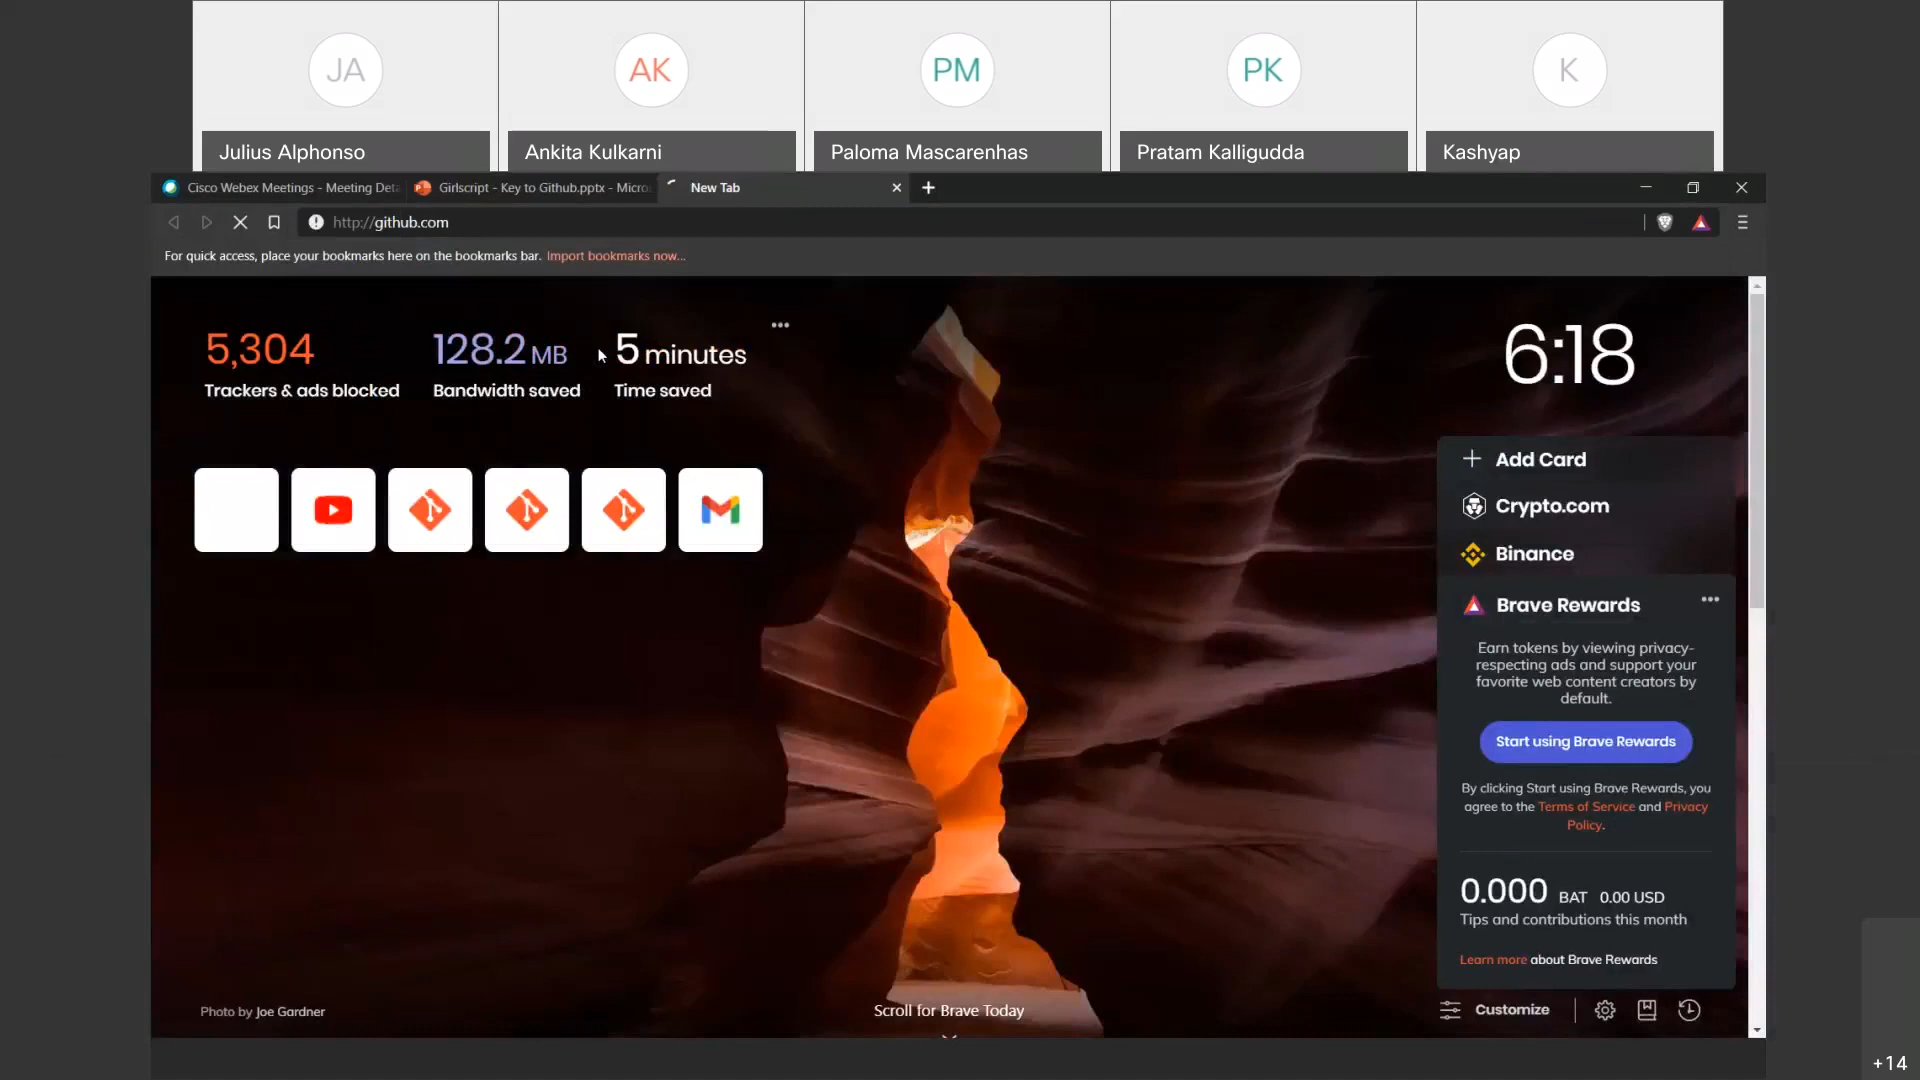 JA
AK
PM
PK
K
Julius Alphonso
Ankita Kulkarni
Paloma Mascarenhas
Pratam Kalligudda
Kashyap
Cisco Webex Meetings - Meeting Deta
Girlscript - Key to Github.pptx - Micro
New Tab
http://github.com
For quick access, place your bookmarks here on the bookmarks bar. Import bookmarks now...
5,304
Trackers & ads blocked
128.2 MB
Bandwidth saved
5 minutes
Time saved
6:18
Add Card
Crypto.com
Binance
Brave Rewards
Earn tokens by viewing privacy-
respecting ads and support your
favorite web content creators by
default.
Start using Brave Rewards
By clicking Start using Brave Rewards, you
agree to the Terms of Service and Privacy
Policy.
0.000 BAT 0.00 USD
Tips and contributions this month
Learn more about Brave Rewards
Photo by Joe Gardner
Scroll for Brave Today
Customize
+14